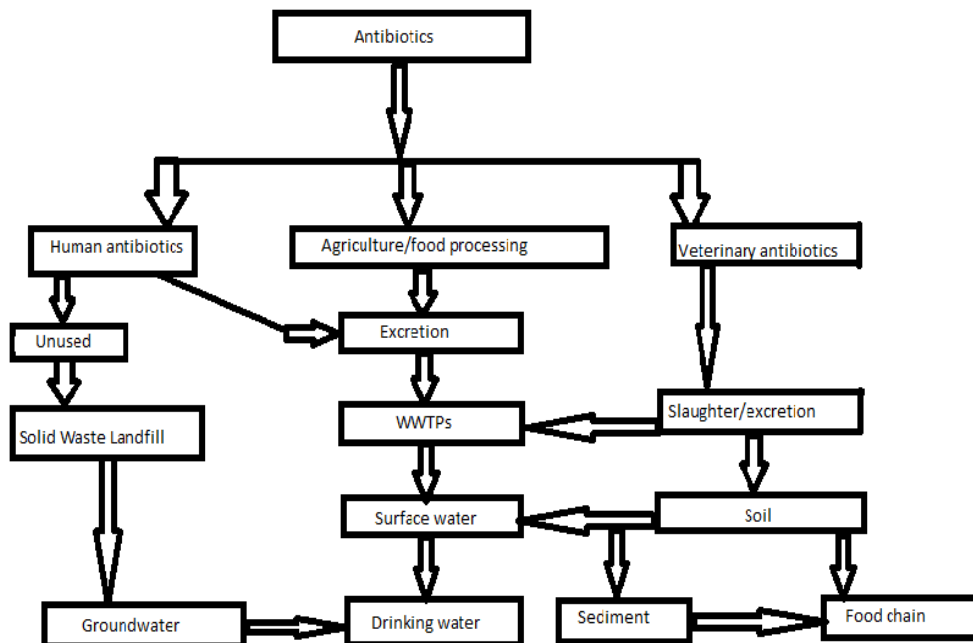 Antibiotics
Human antibiotics
Agriculture/food processing
Veterinary antibiotics
Unused
Excretion
Solid Waste Landfill
WWTPs
Slaughter/excretion
Surface water
Soil
Groundwater
Drinking water
Sediment
Food chain